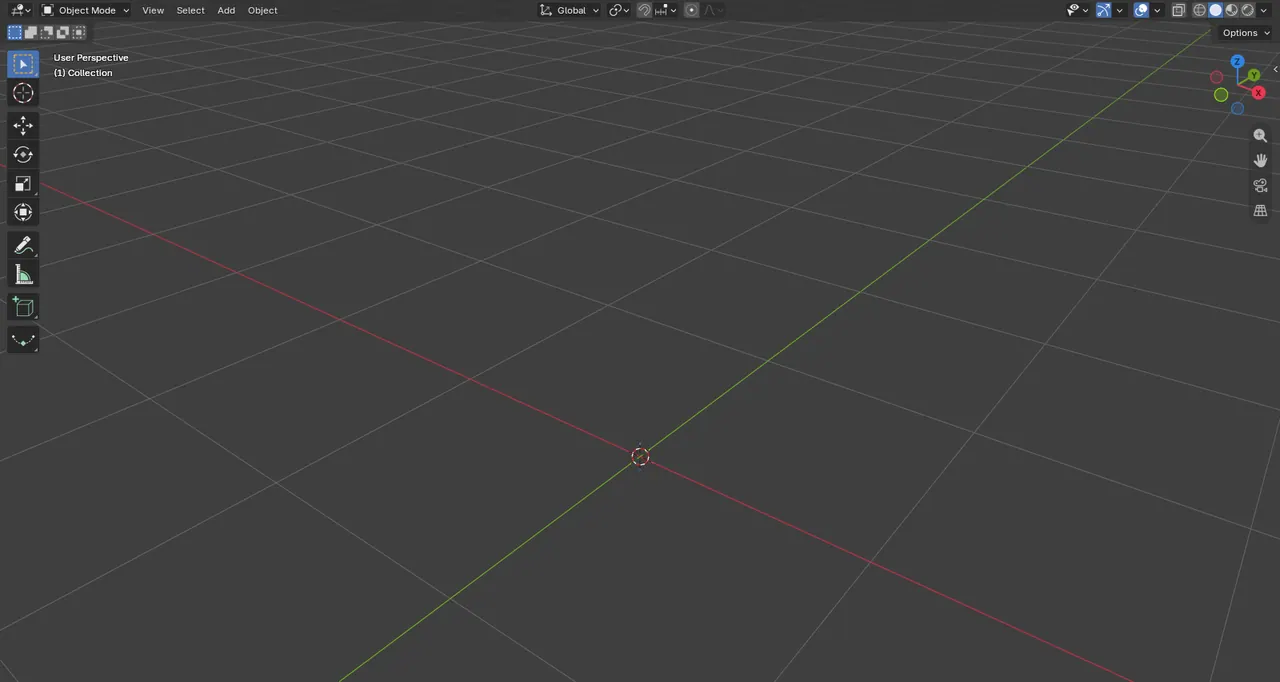 Object Mode View Select Add Object Global
Options
User Perspective
(1) Collection
Z
Y
X